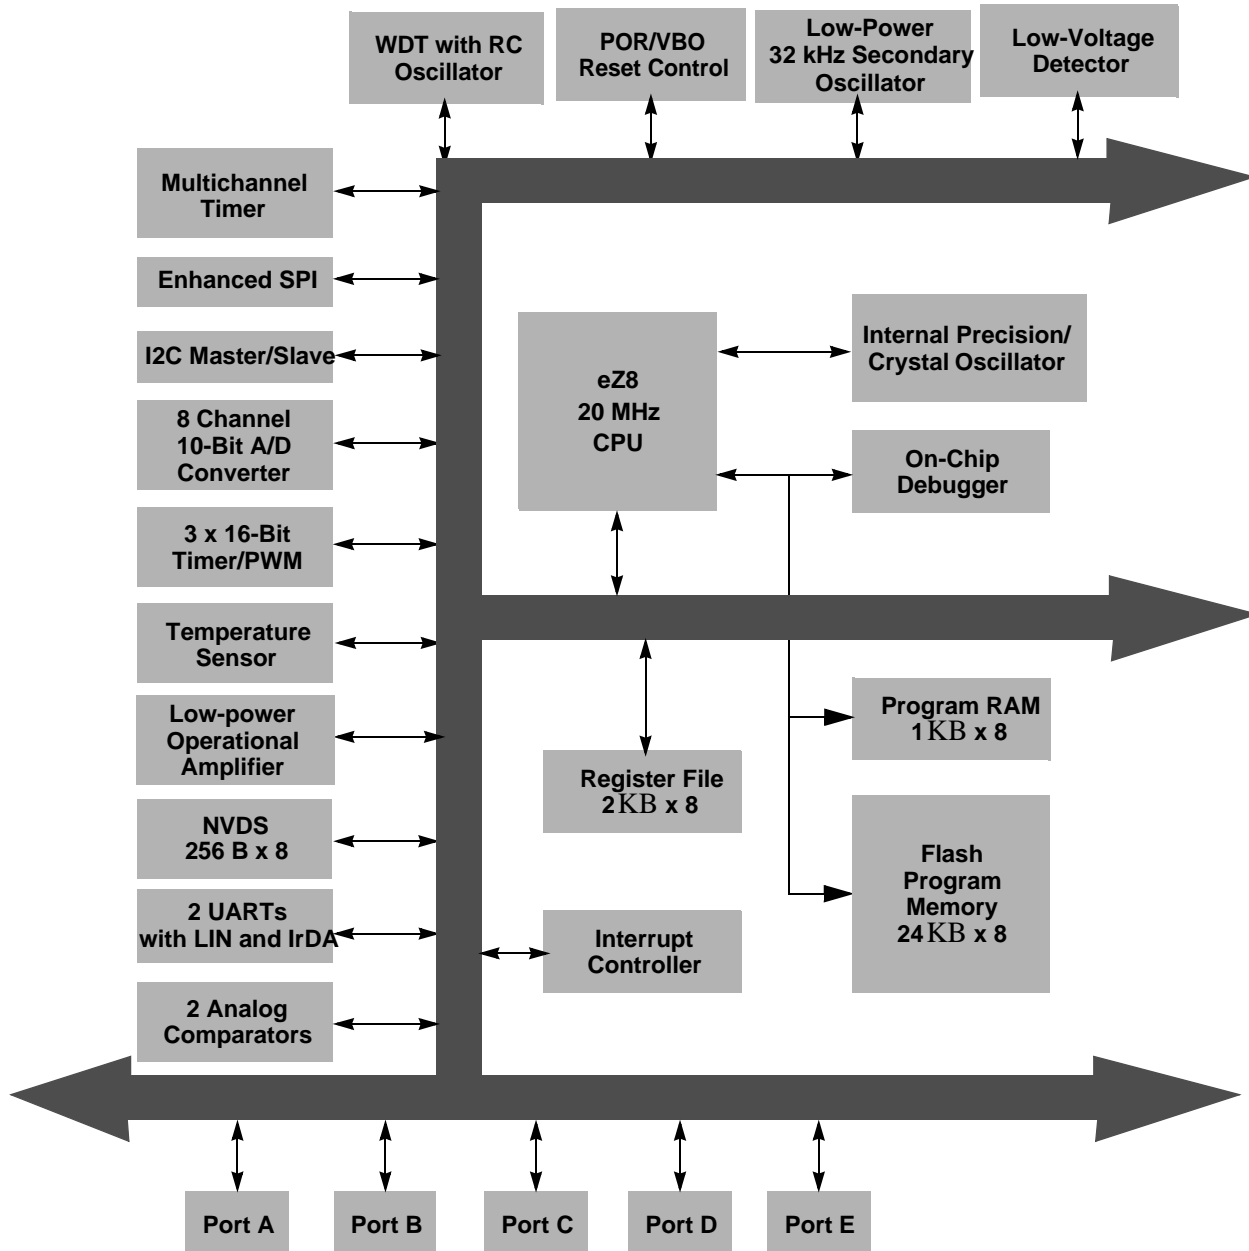 WDT with RC
Oscillator
POR/VBO
Reset Control
Low-Power
32 kHz Secondary
Oscillator
Low-Voltage
Detector
Multichannel
Timer
Enhanced SPI
I2C Master/Slave
8 Channel
10-Bit A/D
Converter
3 x 16-Bit
Timer/PWM
Temperature
Sensor
Low-power
Operational
Amplifier
NVDS
256 B x 8
2 UARTs
with LIN and IrDA
2 Analog
Comparators
eZ8
20 MHz
CPU
Internal Precision/
Crystal Oscillator
On-Chip
Debugger
Register File
2KB x 8
Program RAM
1KB x 8
Flash
Program
Memory
24KB x 8
Interrupt
Controller
Port A
Port B
Port C
Port D
Port E